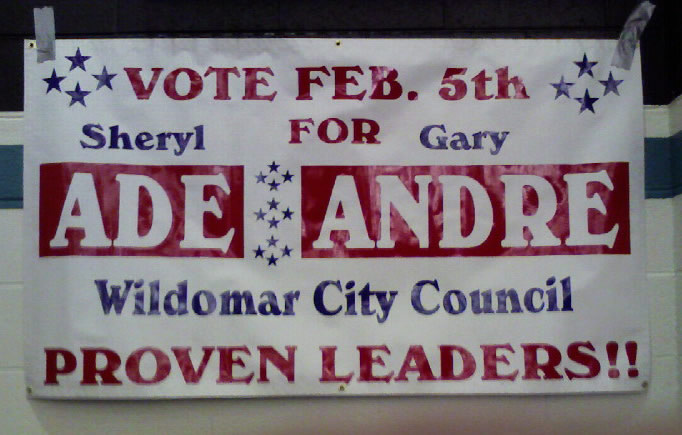 VOTE FEB. 5th
Sheryl FOR Gary
ADE ANDRE
Wildomar City Council
PROVEN LEADERS!!